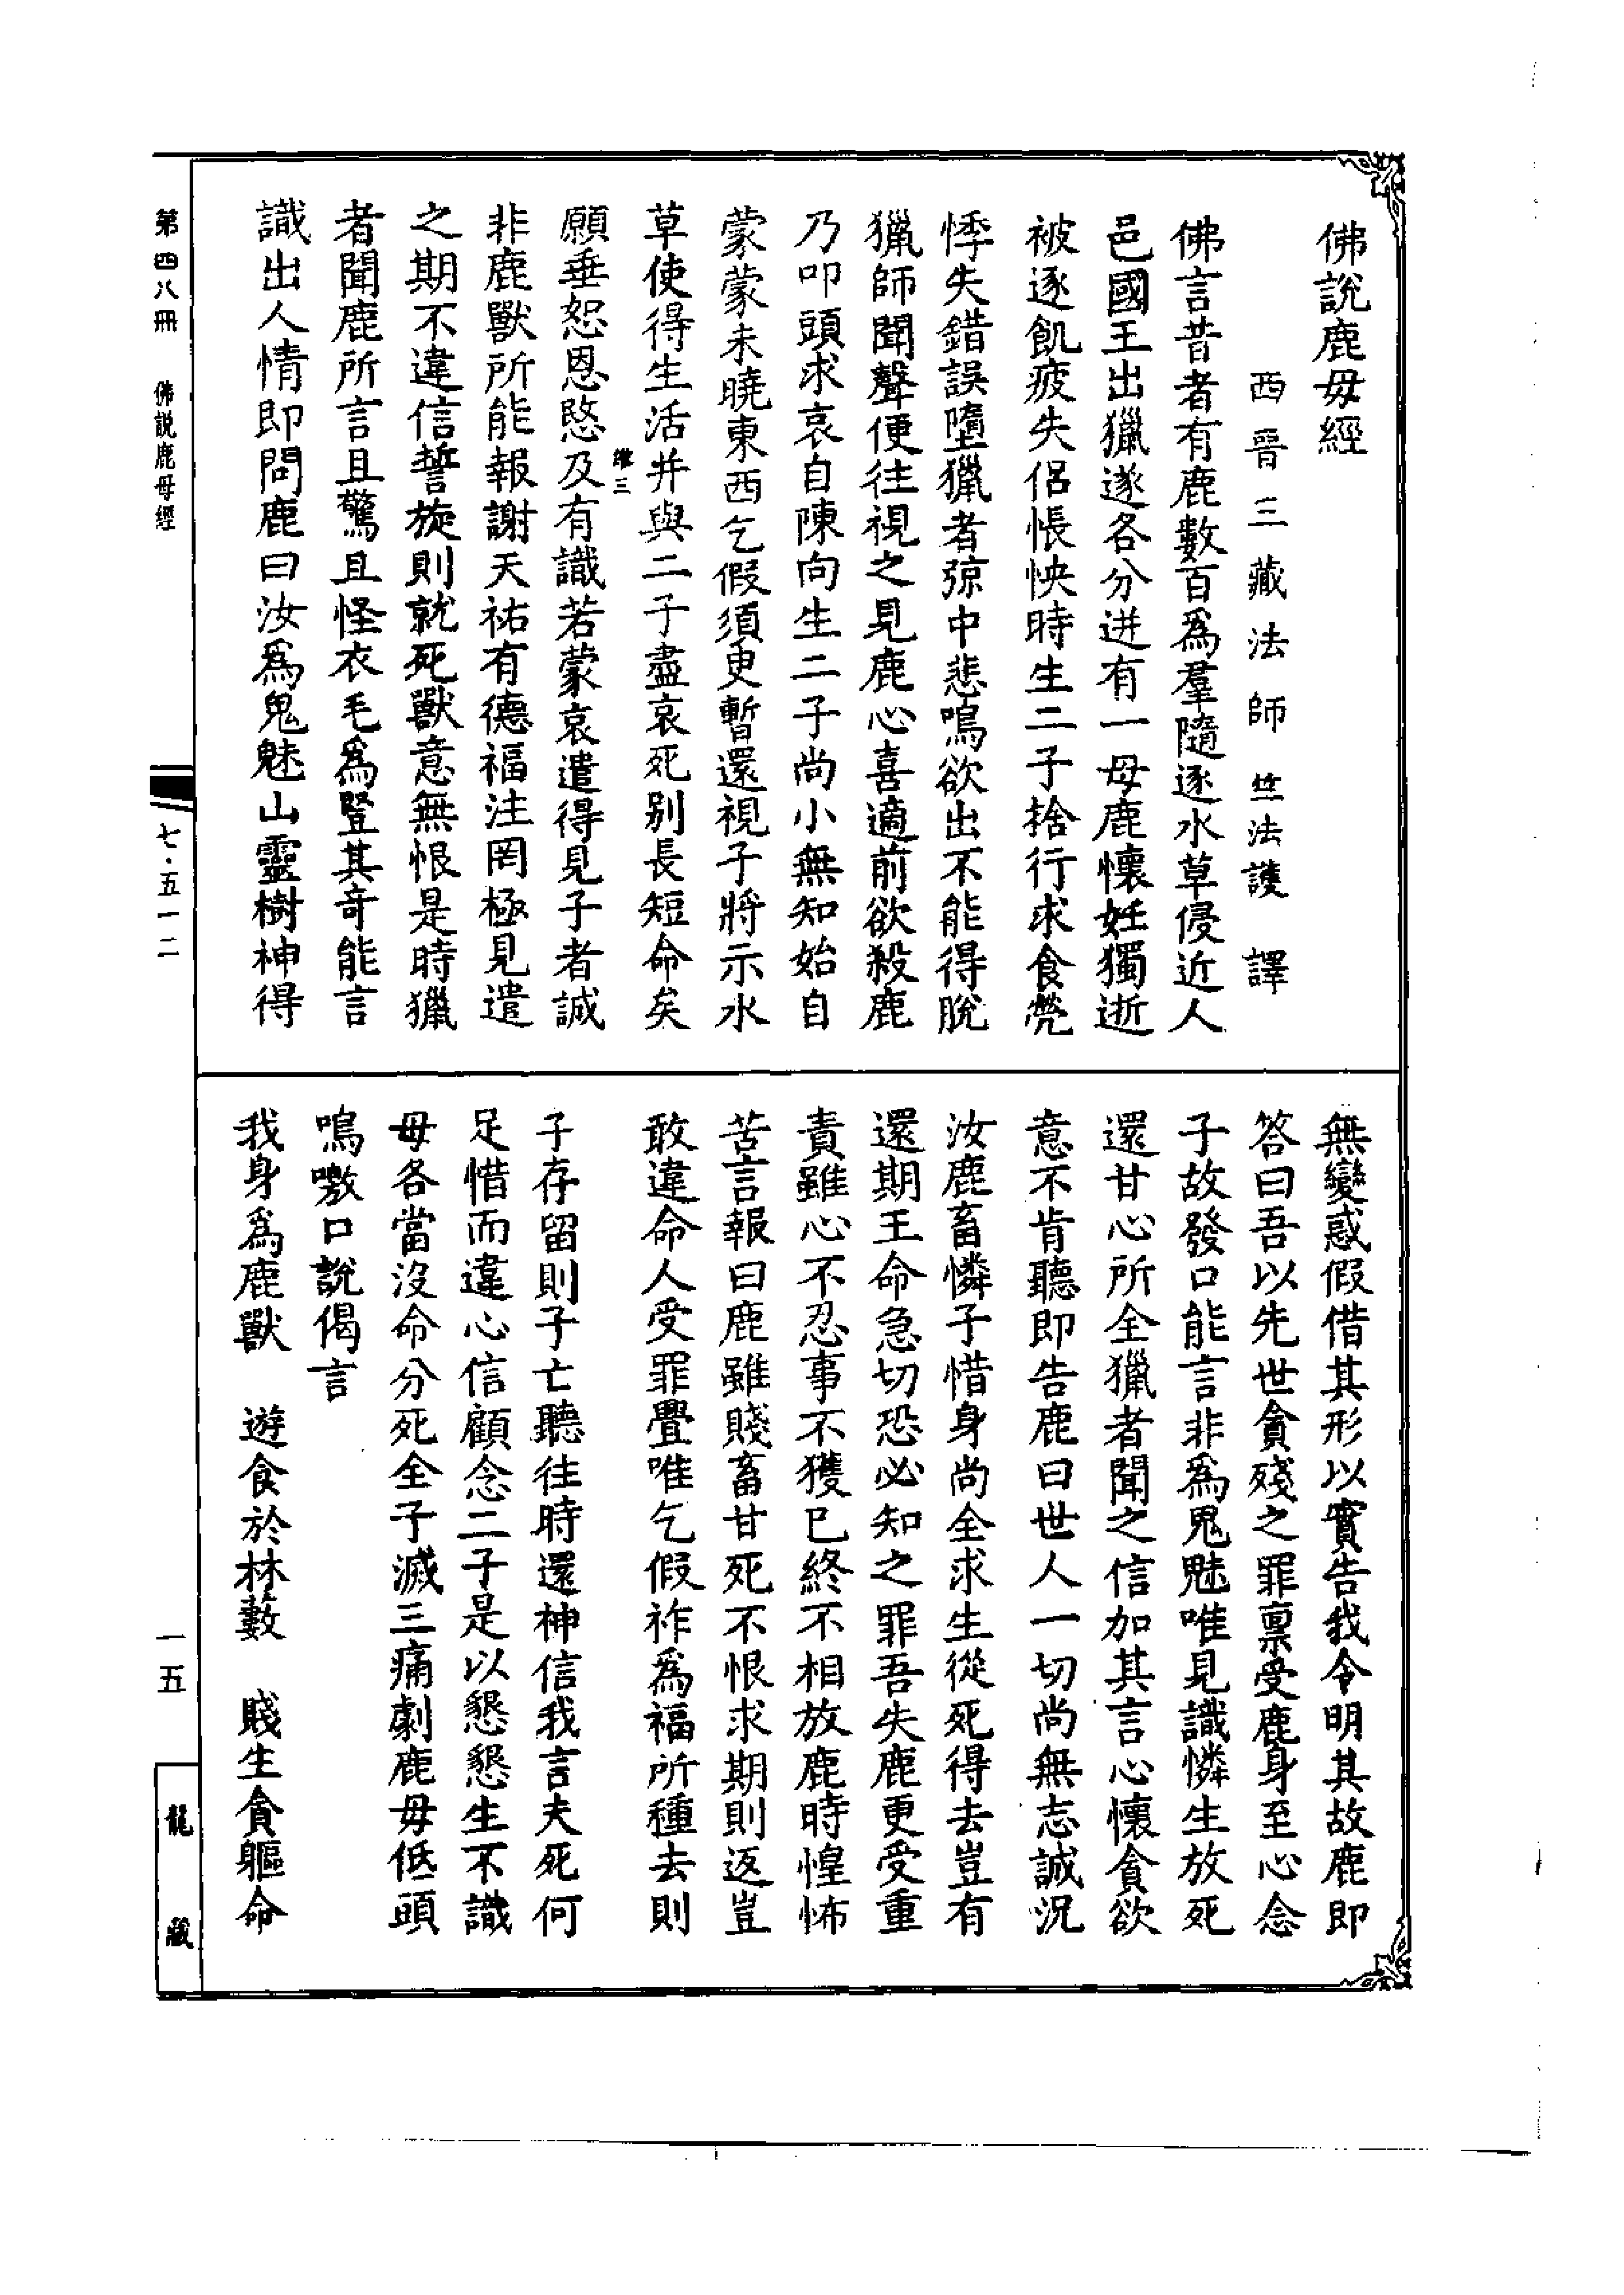 佛說鹿母經
西晉三藏法師竺法護 譯
佛言昔者有鹿數百爲羣隨逐水草侵近人
邑國王出獵遂各分迸有一母鹿懷妊獨逝
被逐飢疲失侶悵怏時生二子捨行求食煢
悸失錯誤墮獵者弶中悲鳴欲出不能得脫
獵師聞聲便往視之見鹿心喜適前欲殺鹿
乃叩頭求哀自陳向生二子尚小無知始自
蒙蒙未曉東西乞假須更暫還視子將示水
草使得生活并與二子盡哀死别長短命矣
維三
願垂恕恩愍及有識若蒙哀遣得見子者誠
非鹿獸所能報謝天祐有德福注罔極見遣
之期不違信誓旋則就死獸意無恨是時獵
者聞鹿所言且驚且怪衣毛爲豎其奇能言
識出人情即問鹿曰汝爲鬼魅山靈樹神得
無變惑假借其形以實告我令明其故鹿即
答曰吾以先世貪殘之罪禀受鹿身至心念
子故發口能言非爲鬼魅唯見識憐生放死
還甘心所全獵者聞之信加其言心懷貪欲
意不肯聽即告鹿曰世人一切尚無志誠況
汝鹿畜憐子惜身尚全求生從死得去豈有
還期王命急切恐必知之罪吾失鹿更受重
責雖心不忍事不獲已終不相放鹿時惶怖
苦言報曰鹿雖賤畜甘死不恨求期則返豈
敢違命人受罪疊唯乞假祚爲福所種去則
子存留則子亡聽往時還神信我言夫死何
足惜而違心信顧念二子是以懇懇生不識
母各當沒命分死全子滅三痛劇鹿母低頭
鳴噭口說偈言
我身爲鹿獸 遊食於林藪 賤生貪軀命
第四八冊 佛說鹿母經
七·五一二
一五
龍藏